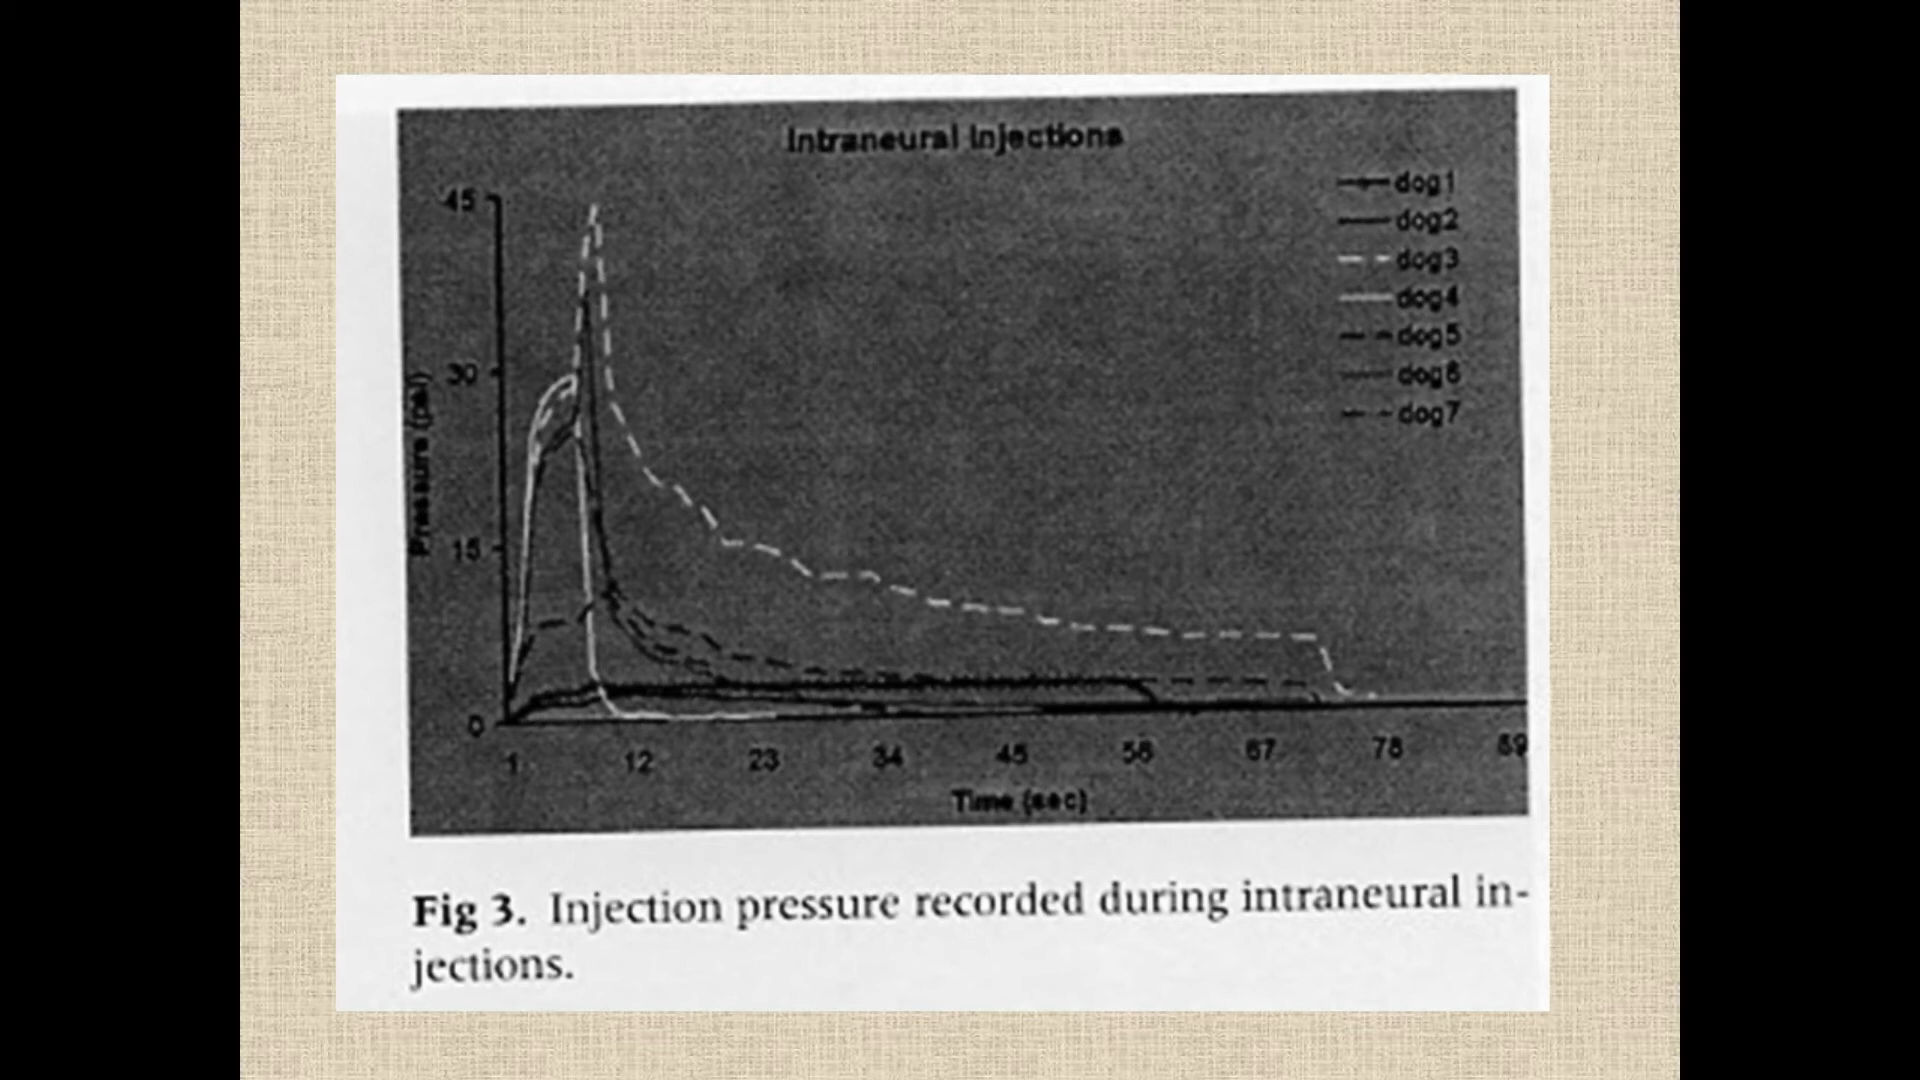 Intraneural Injections
45
30
15
0
Pressure (psi)
dog1
dog2
dog3
dog4
dog5
dog6
dog7
1 12 23 34 45 56 67 78 89
Time (sec)
Fig 3. Injection pressure recorded during intraneural in-
jections.